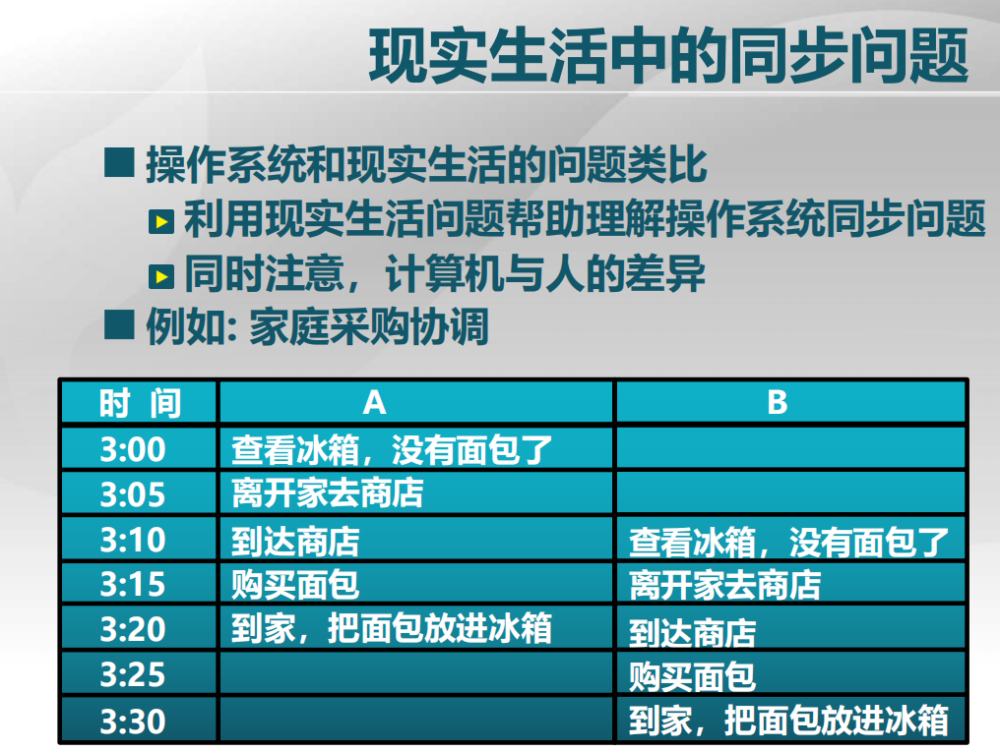 现实生活中的同步问题
操作系统和现实生活的问题类比
利用现实生活问题帮助理解操作系统同步问题
同时注意，计算机与人的差异
例如: 家庭采购协调
时 间 A B
3:00 查看冰箱，没有面包了
3:05 离开家去商店
3:10 到达商店 查看冰箱，没有面包了
3:15 购买面包 离开家去商店
3:20 到家，把面包放进冰箱 到达商店
3:25 购买面包
3:30 到家，把面包放进冰箱